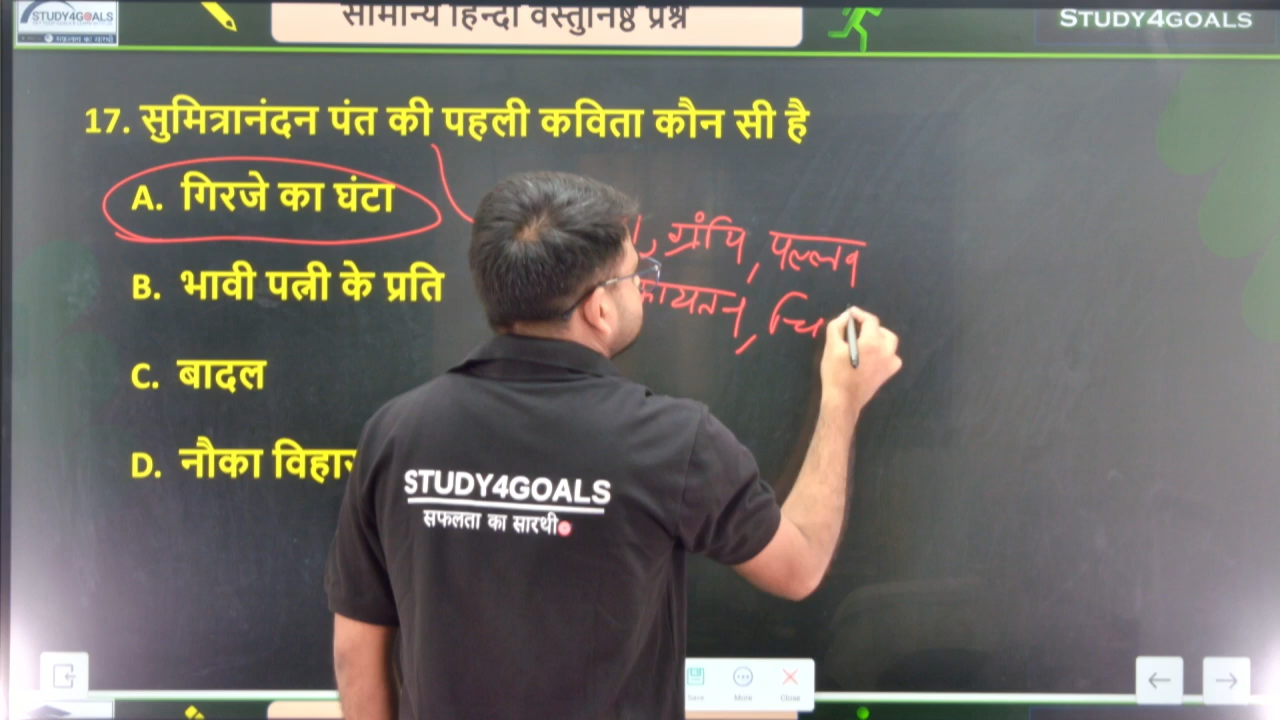 STUDY4GOALS
सफलता का सारथी
सामान्य हिन्दी वस्तुनिष्ठ प्रश्न
STUDY4GOALS
17. सुमित्रानंदन पंत की पहली कविता कौन सी है
A. गिरजे का घंटा
ग्रंथि, पल्लव
B. भावी पत्नी के प्रति
C. बादल
D. नौका विहार
STUDY4GOALS
सफलता का सारथी
Save More Close